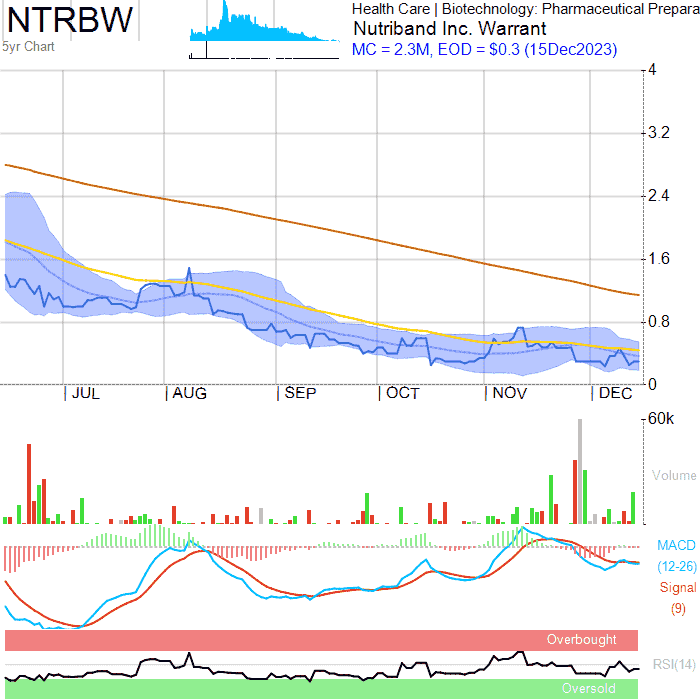 NTRBW
5yr Chart
Health Care | Biotechnology: Pharmaceutical Prepara
Nutriband Inc. Warrant
MC = 2.3M, EOD = $0.3 (15Dec2023)
4
3.2
2.4
1.6
0.8
0
JUL AUG SEP OCT NOV DEC
60k
Volume
MACD
(12-26)
Signal
(9)
Overbought
RSI(14)
Oversold